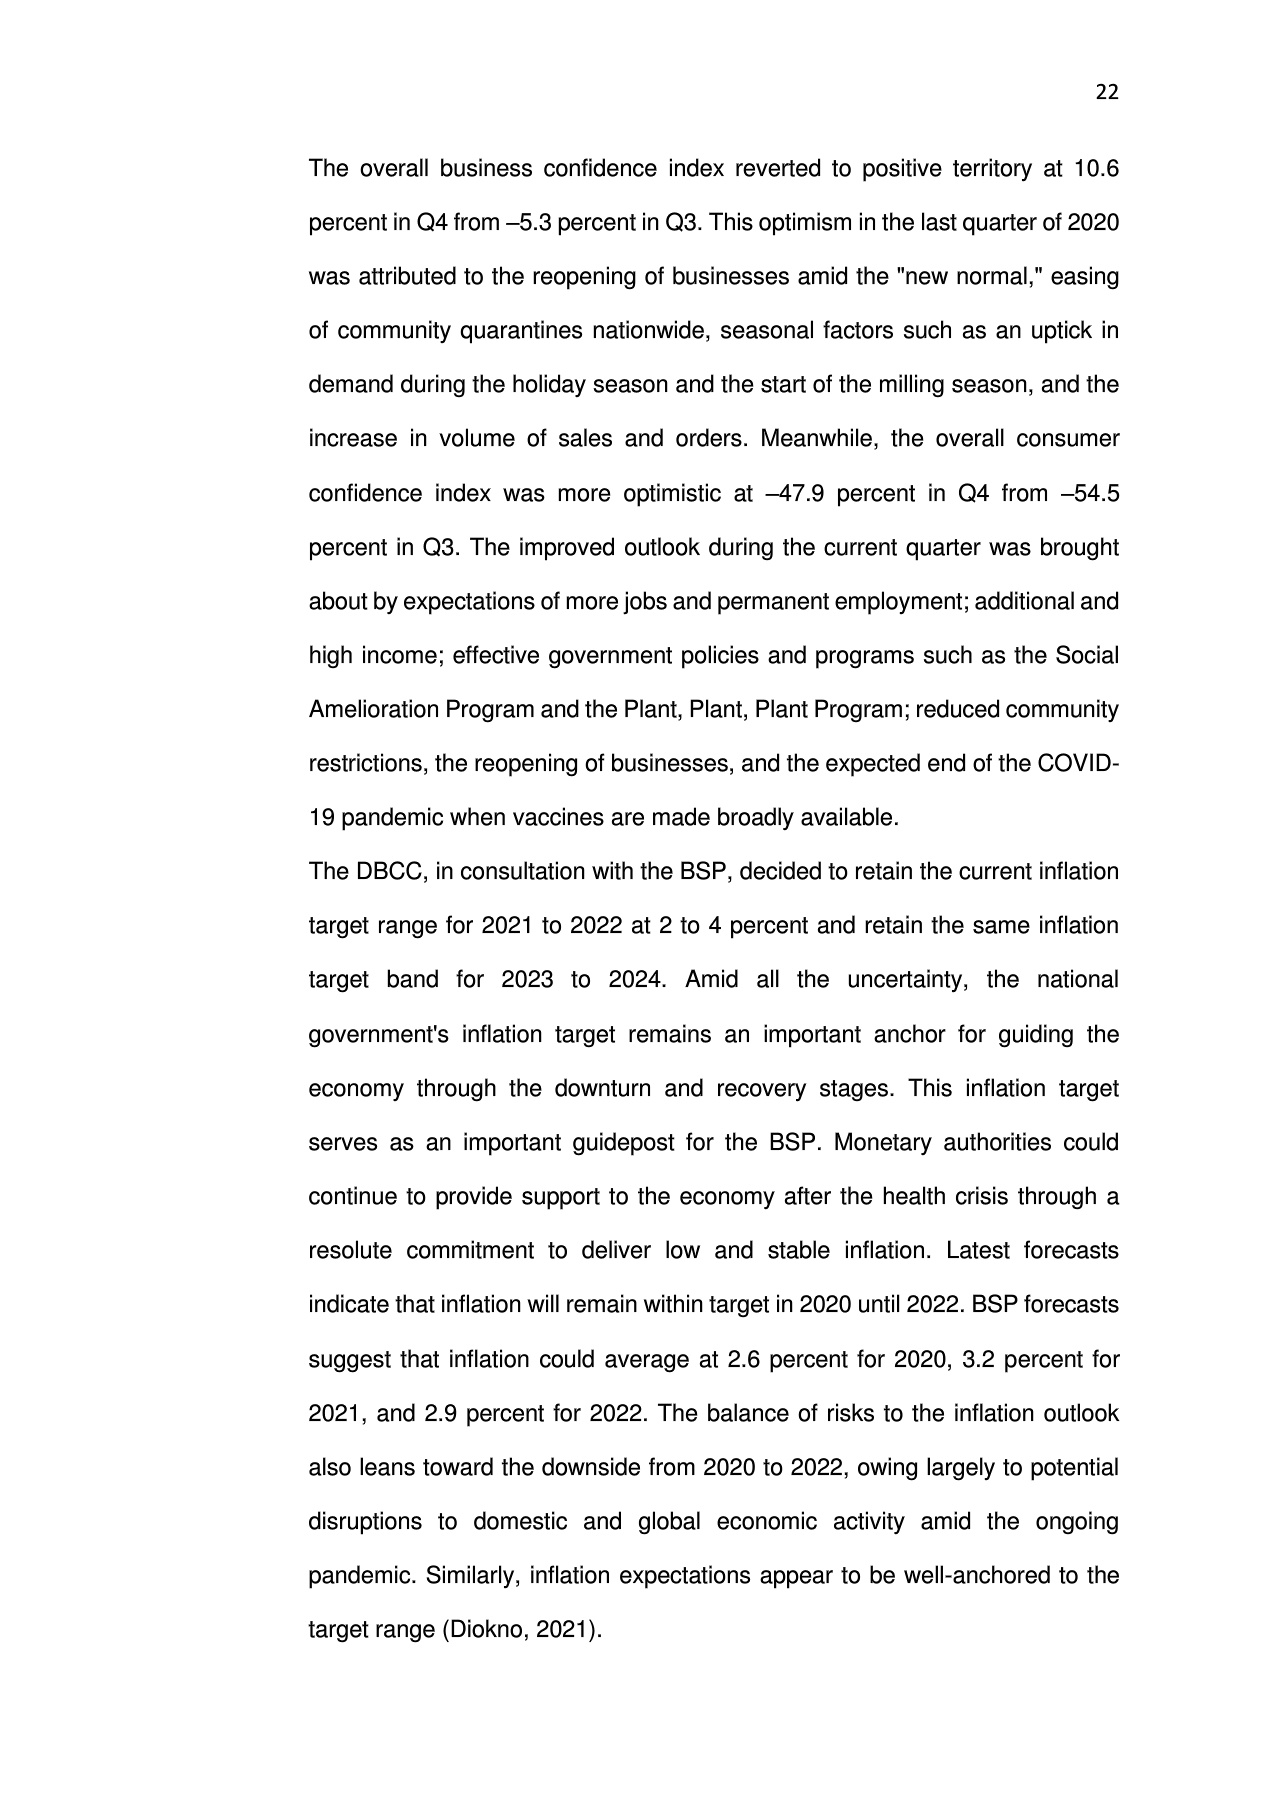 22
The overall business confidence index reverted to positive territory at 10.6
percent in Q4 from –5.3 percent in Q3. This optimism in the last quarter of 2020
was attributed to the reopening of businesses amid the "new normal," easing
of community quarantines nationwide, seasonal factors such as an uptick in
demand during the holiday season and the start of the milling season, and the
increase in volume of sales and orders. Meanwhile, the overall consumer
confidence index was more optimistic at –47.9 percent in Q4 from –54.5
percent in Q3. The improved outlook during the current quarter was brought
about by expectations of more jobs and permanent employment; additional and
high income; effective government policies and programs such as the Social
Amelioration Program and the Plant, Plant, Plant Program; reduced community
restrictions, the reopening of businesses, and the expected end of the COVID-
19 pandemic when vaccines are made broadly available.
The DBCC, in consultation with the BSP, decided to retain the current inflation
target range for 2021 to 2022 at 2 to 4 percent and retain the same inflation
target band for 2023 to 2024. Amid all the uncertainty, the national
government's inflation target remains an important anchor for guiding the
economy through the downturn and recovery stages. This inflation target
serves as an important guidepost for the BSP. Monetary authorities could
continue to provide support to the economy after the health crisis through a
resolute commitment to deliver low and stable inflation. Latest forecasts
indicate that inflation will remain within target in 2020 until 2022. BSP forecasts
suggest that inflation could average at 2.6 percent for 2020, 3.2 percent for
2021, and 2.9 percent for 2022. The balance of risks to the inflation outlook
also leans toward the downside from 2020 to 2022, owing largely to potential
disruptions to domestic and global economic activity amid the ongoing
pandemic. Similarly, inflation expectations appear to be well-anchored to the
target range (Diokno, 2021).